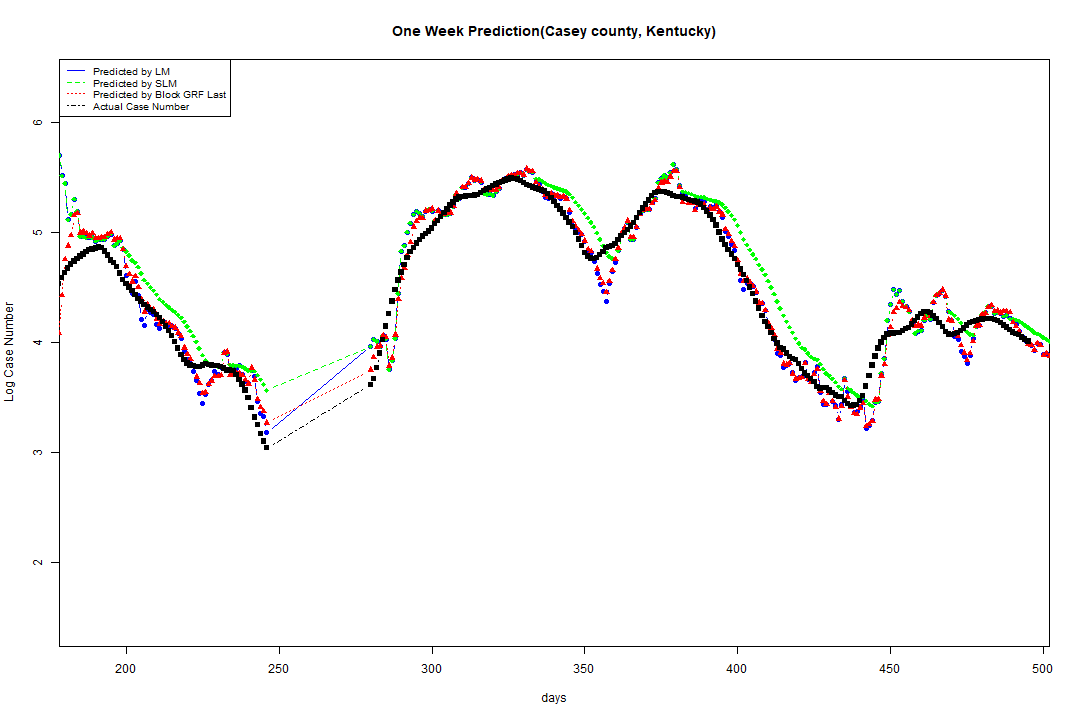 One Week Prediction(Casey county, Kentucky)
Predicted by LM
Predicted by SLM
Predicted by Block GRF Last
Actual Case Number
6
5
4
3
2
Log Case Number
200 250 300 350 400 450 500
days